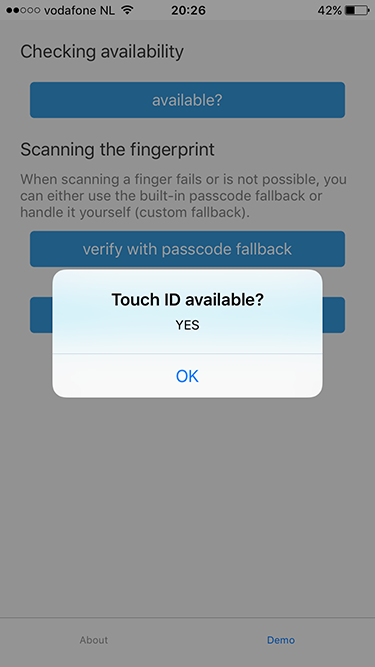 vodafone NL 20:26 42%
Checking availability
available?
Scanning the fingerprint
When scanning a finger fails or is not possible, you
can either use the built-in passcode fallback or
handle it yourself (custom fallback).
verify with passcode fallback
Touch ID available?
YES
OK
About Demo